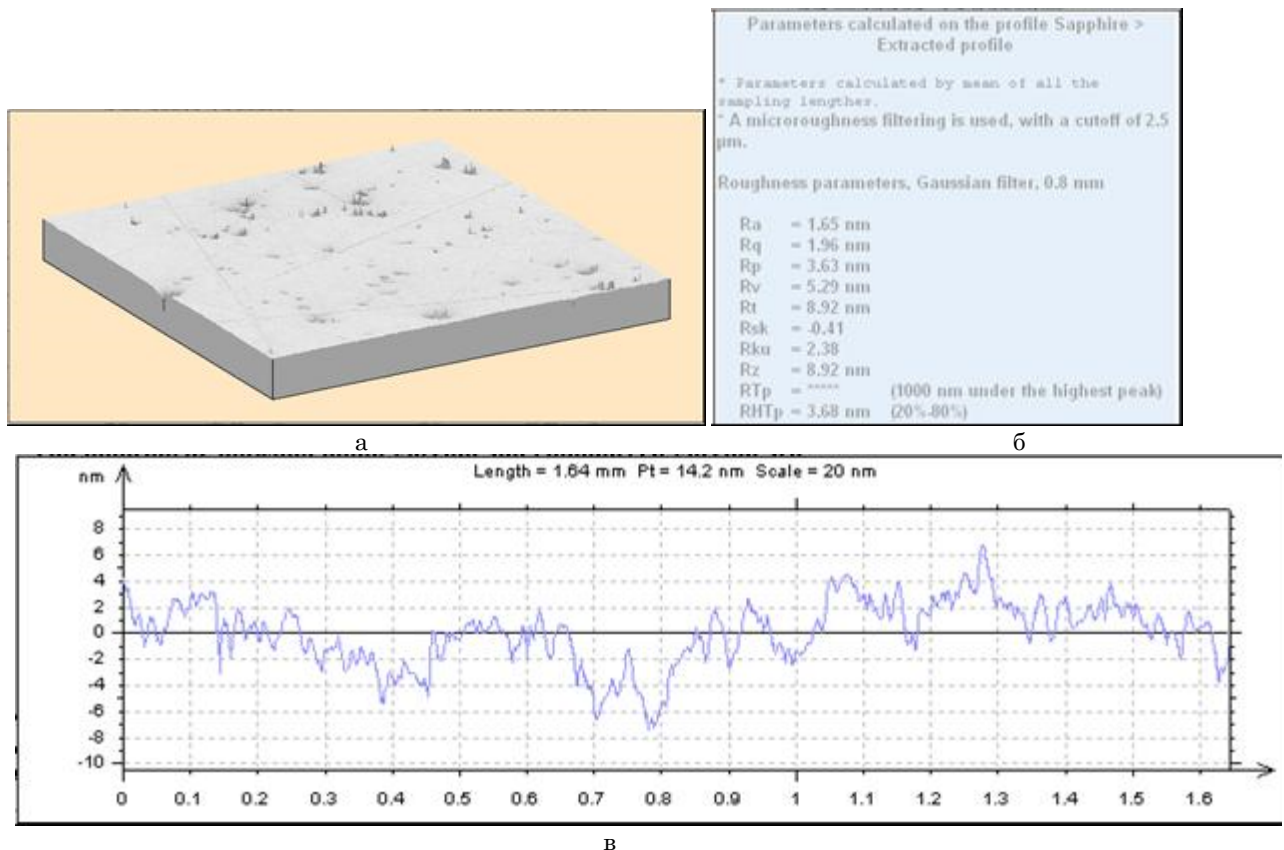 Parameters calculated on the profile Sapphire >
Extracted profile
* Parameters calculated by mean of all the
sampling lengthes.
* A microroughness filtering is used, with a cutoff of 2.5
µm.
Roughness parameters, Gaussian filter, 0.8 mm
Ra = 1.65 nm
Rq = 1.96 nm
Rp = 3.63 nm
Rv = 5.29 nm
Rt = 8.92 nm
Rsk = -0.41
Rku = 2.38
Rz = 8.92 nm
RTp = ***** (1000 nm under the highest peak)
RHTp = 3.68 nm (20%-80%)
а
б
Length = 1.64 mm Pt = 14.2 nm Scale = 20 nm
nm
8
6
4
2
0
-2
-4
-6
-8
-10
0 0.1 0.2 0.3 0.4 0.5 0.6 0.7 0.8 0.9 1 1.1 1.2 1.3 1.4 1.5 1.6
в